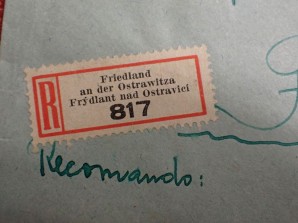 R
Friedland
an der Ostrawitza
Frýdlant nad Ostravicí
817
Recomando: